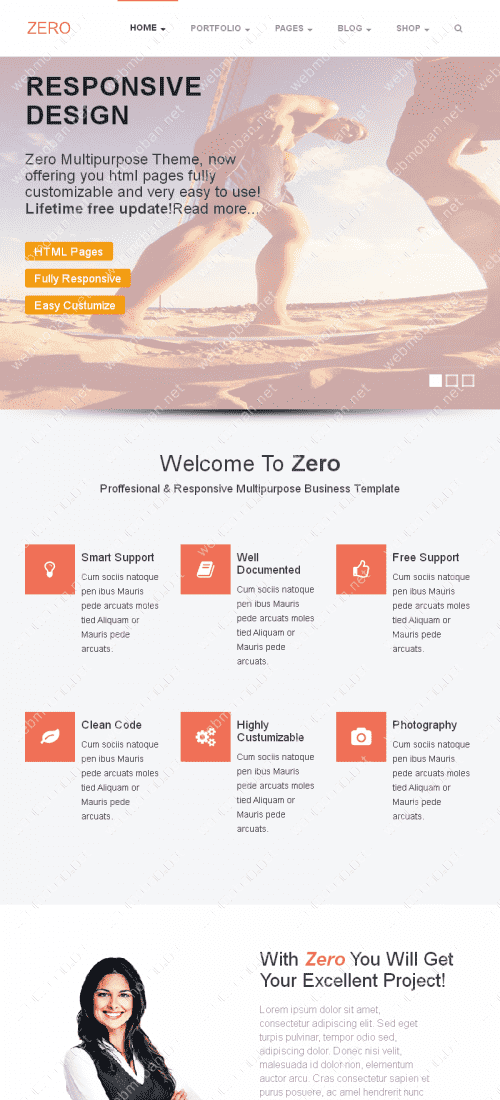 ZERO
HOME PORTFOLIO PAGES BLOG SHOP
RESPONSIVE
DESIGN
Zero Multipurpose Theme, now
offering you html pages fully
customizable and very easy to use!
Lifetime free update!Read more...
HTML Pages
Fully Responsive
Easy Custumize
Welcome To Zero
Proffesional & Responsive Multipurpose Business Template
Smart Support
Cum sociis natoque
pen ibus Mauris
pede arcuats moles
tied Aliquam or
Mauris pede
arcuats.
Well
Documented
Cum sociis natoque
pen ibus Mauris
pede arcuats moles
tied Aliquam or
Mauris pede
arcuats.
Free Support
Cum sociis natoque
pen ibus Mauris
pede arcuats moles
tied Aliquam or
Mauris pede
arcuats.
Clean Code
Cum sociis natoque
pen ibus Mauris
pede arcuats moles
tied Aliquam or
Mauris pede
arcuats.
Highly
Custumizable
Cum sociis natoque
pen ibus Mauris
pede arcuats moles
tied Aliquam or
Mauris pede
arcuats.
Photography
Cum sociis natoque
pen ibus Mauris
pede arcuats moles
tied Aliquam or
Mauris pede
arcuats.
With Zero You Will Get
Your Excellent Project!
Lorem ipsum dolor sit amet,
consectetur adipiscing elit. Sed eget
turpis pulvinar, tempor odio sed,
adipiscing dolor. Donec nisi velit,
malesuada id dolor non, elementum
auctor arcu. Cras consectetur sapien et
purus posuere, ac mattis hendrerit nunc
webmoban.net